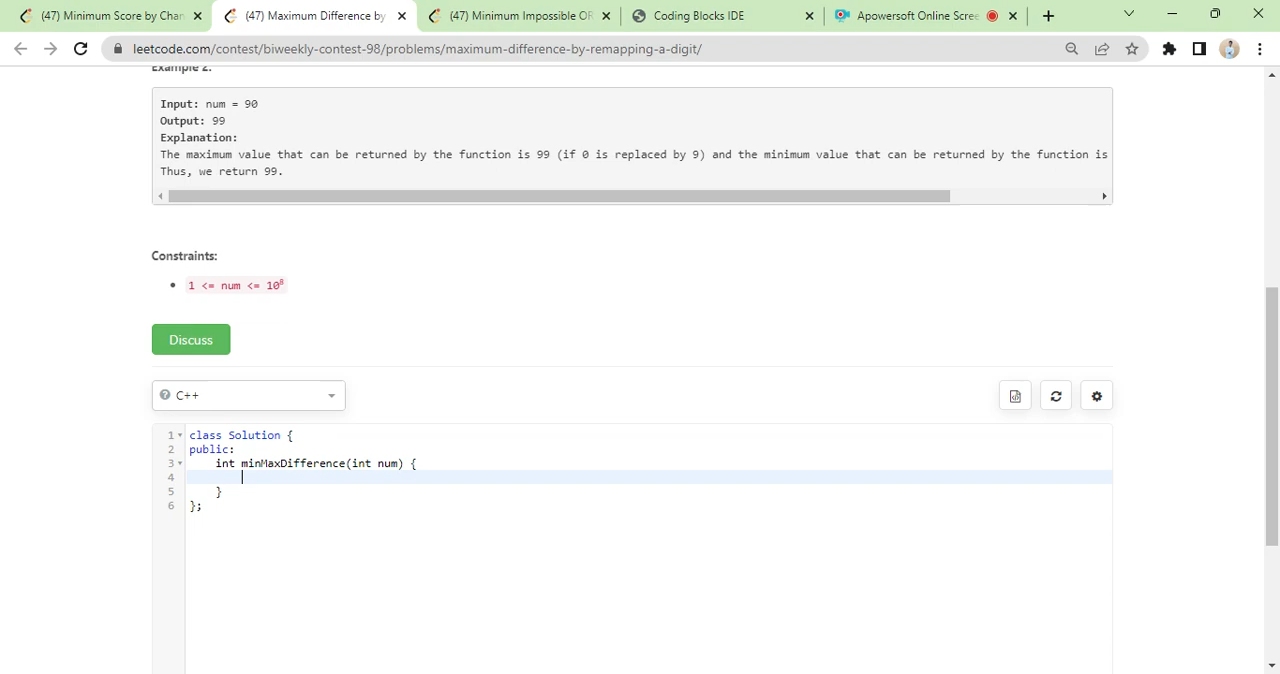 (47) Minimum Score by Chan
(47) Maximum Difference by
(47) Minimum Impossible OR
Coding Blocks IDE
Apowersoft Online Scree
leetcode.com/contest/biweekly-contest-98/problems/maximum-difference-by-remapping-a-digit/
Example 2:
Input: num = 90
Output: 99
Explanation:
The maximum value that can be returned by the function is 99 (if 0 is replaced by 9) and the minimum value that can be returned by the function is
Thus, we return 99.
Constraints:
1 <= num <= 10⁸
Discuss
C++
1 class Solution {
2 public:
3 int minMaxDifference(int num) {
4
5 }
6 };